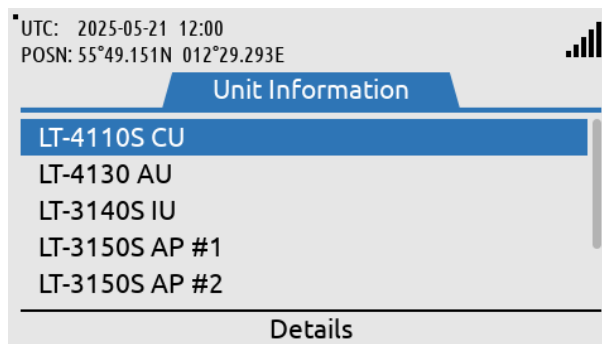 UTC: 2025-05-21 12:00
POSN: 55°49.151N 012°29.293E
Unit Information
LT-4110S CU
LT-4130 AU
LT-3140S IU
LT-3150S AP #1
LT-3150S AP #2
Details